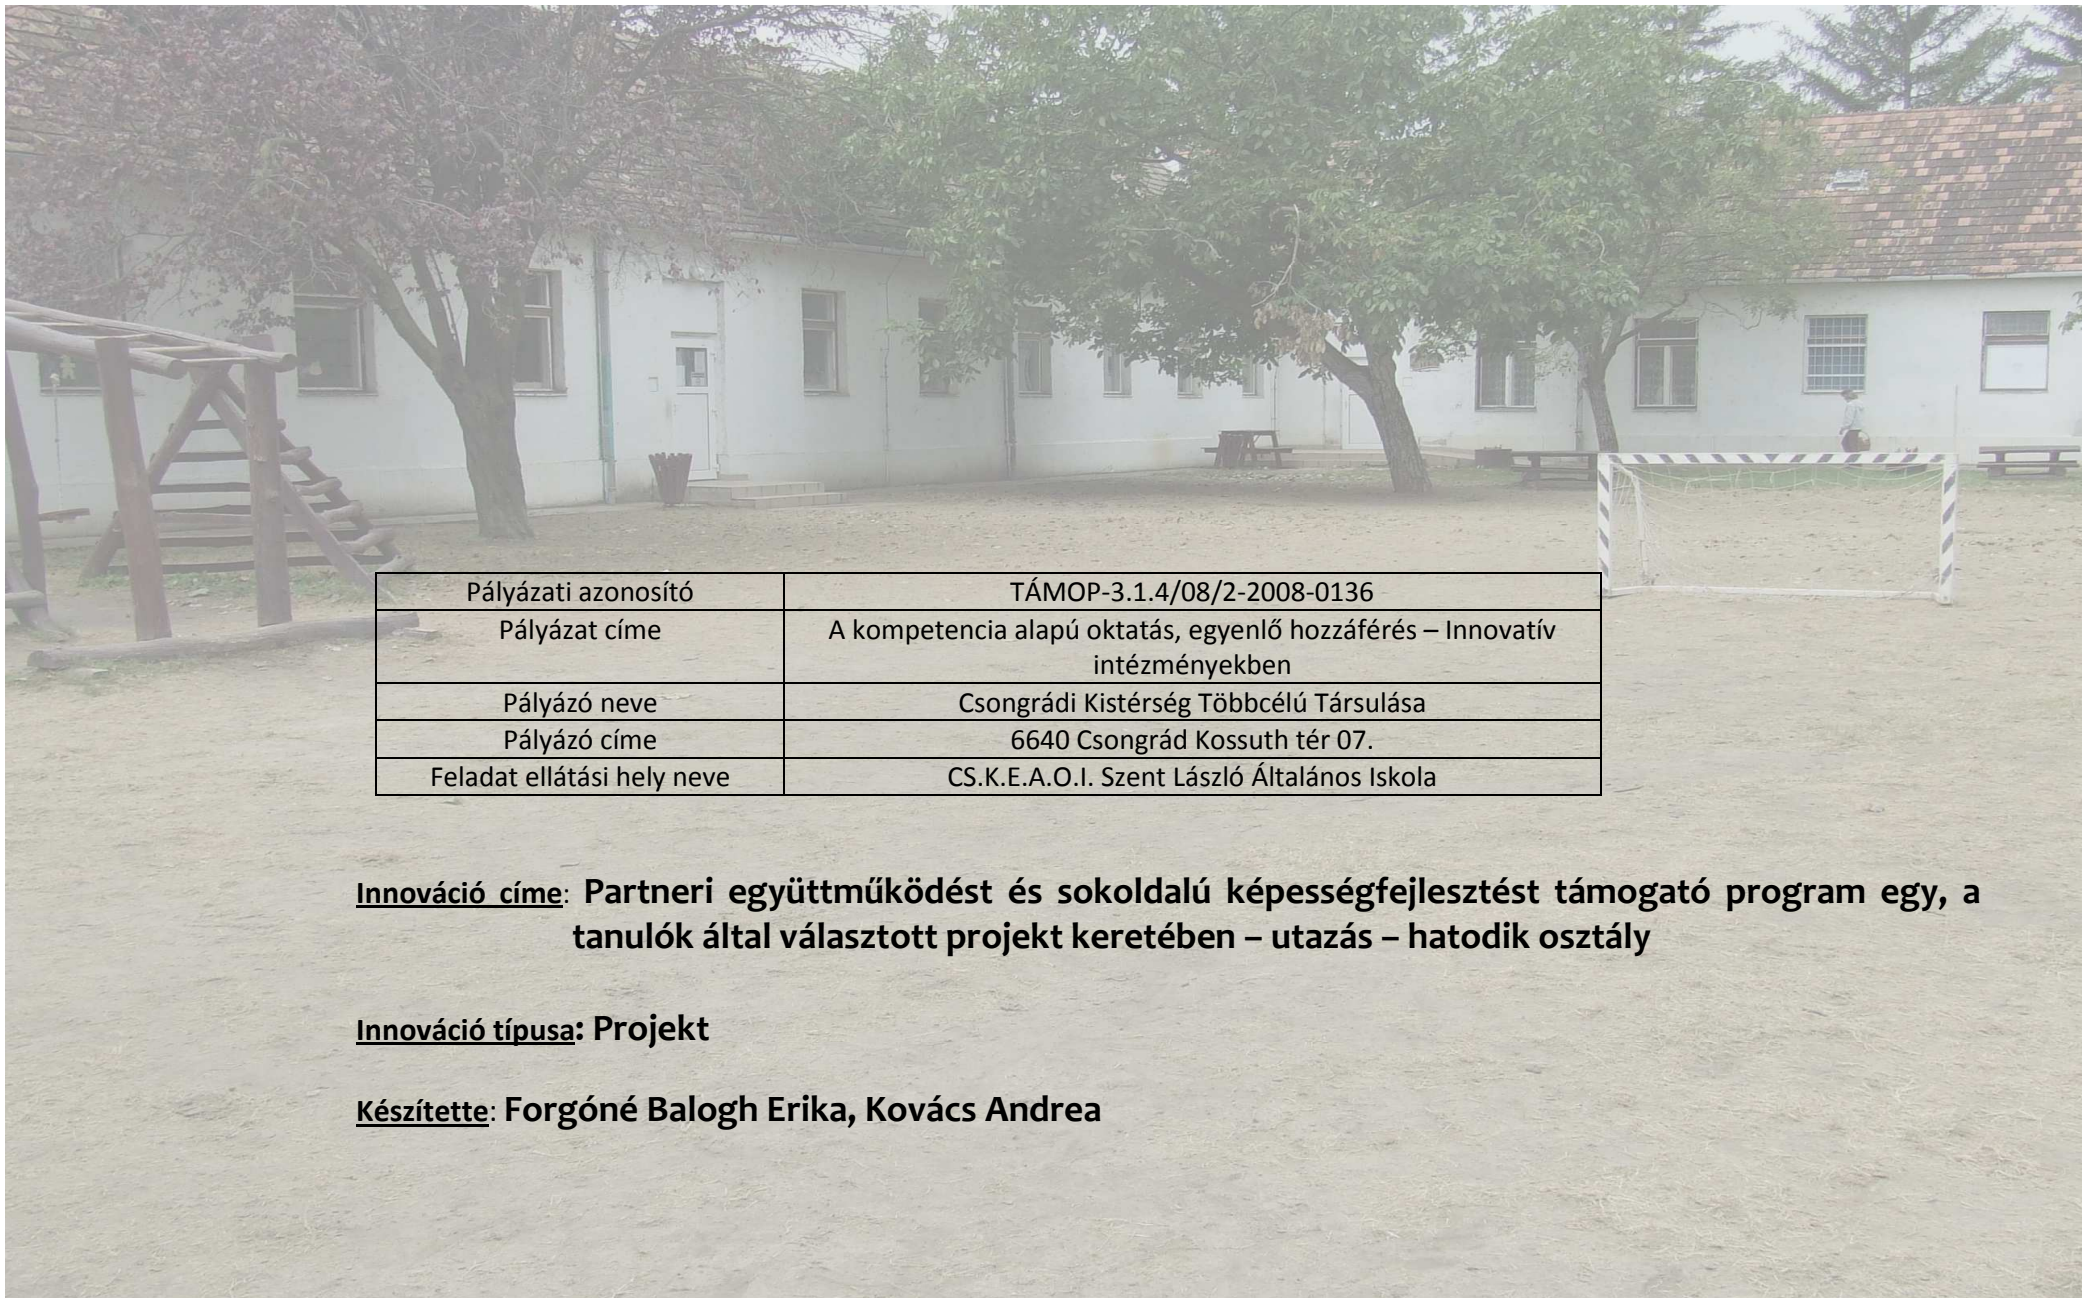 Pályázati azonosító TÁMOP-3.1.4/08/2-2008-0136
Pályázat címe A kompetencia alapú oktatás, egyenlő hozzáférés – Innovatív
intézményekben
Pályázó neve Csongrádi Kistérség Többcélú Társulása
Pályázó címe 6640 Csongrád Kossuth tér 07.
Feladat ellátási hely neve CS.K.E.A.O.I. Szent László Általános Iskola
Innováció címe: Partneri együttműködést és sokoldalú képességfejlesztést támogató program egy, a
tanulók által választott projekt keretében – utazás – hatodik osztály
Innováció típusa: Projekt
Készítette: Forgóné Balogh Erika, Kovács Andrea